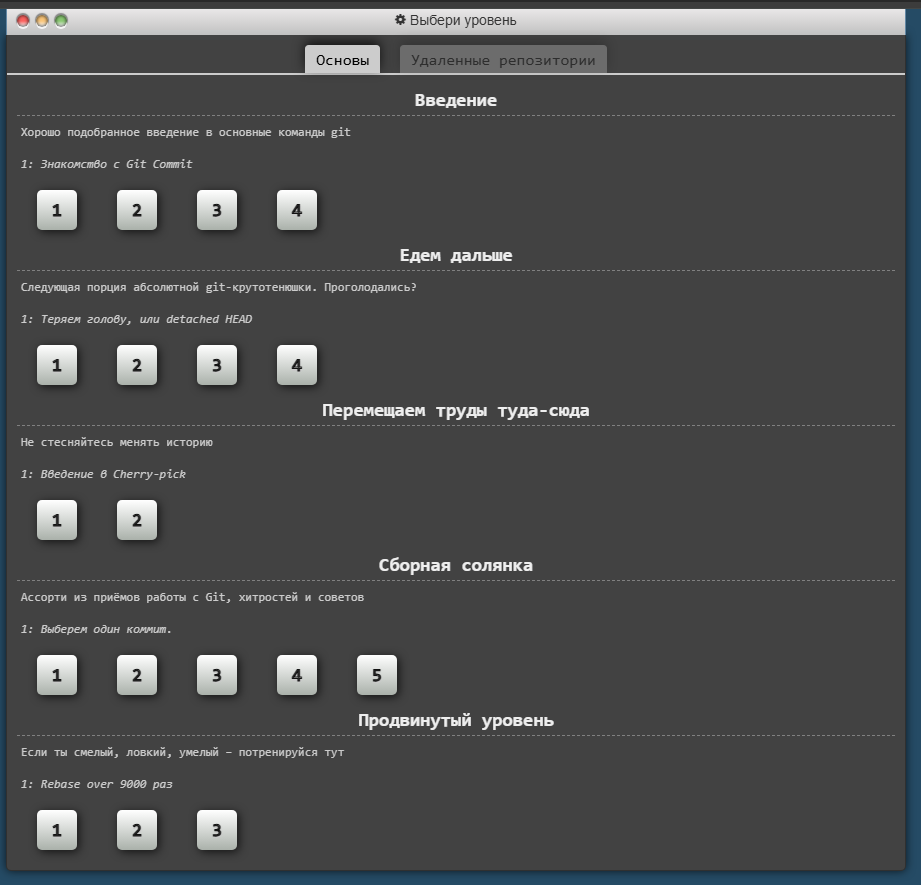 Выбери уровень
Основы Удаленные репозитории
Введение
Хорошо подобранное введение в основные команды git
1: Знакомство с Git Commit
1 2 3 4
Едем дальше
Следующая порция абсолютной git-крутотенюшки. Проголодались?
1: Теряем голову, или detached HEAD
1 2 3 4
Перемещаем труды туда-сюда
Не стесняйтесь менять историю
1: Введение в Cherry-pick
1 2
Сборная солянка
Ассорти из приёмов работы с Git, хитростей и советов
1: Выберем один коммит.
1 2 3 4 5
Продвинутый уровень
Если ты смелый, ловкий, умелый – потренируйся тут
1: Rebase over 9000 раз
1 2 3